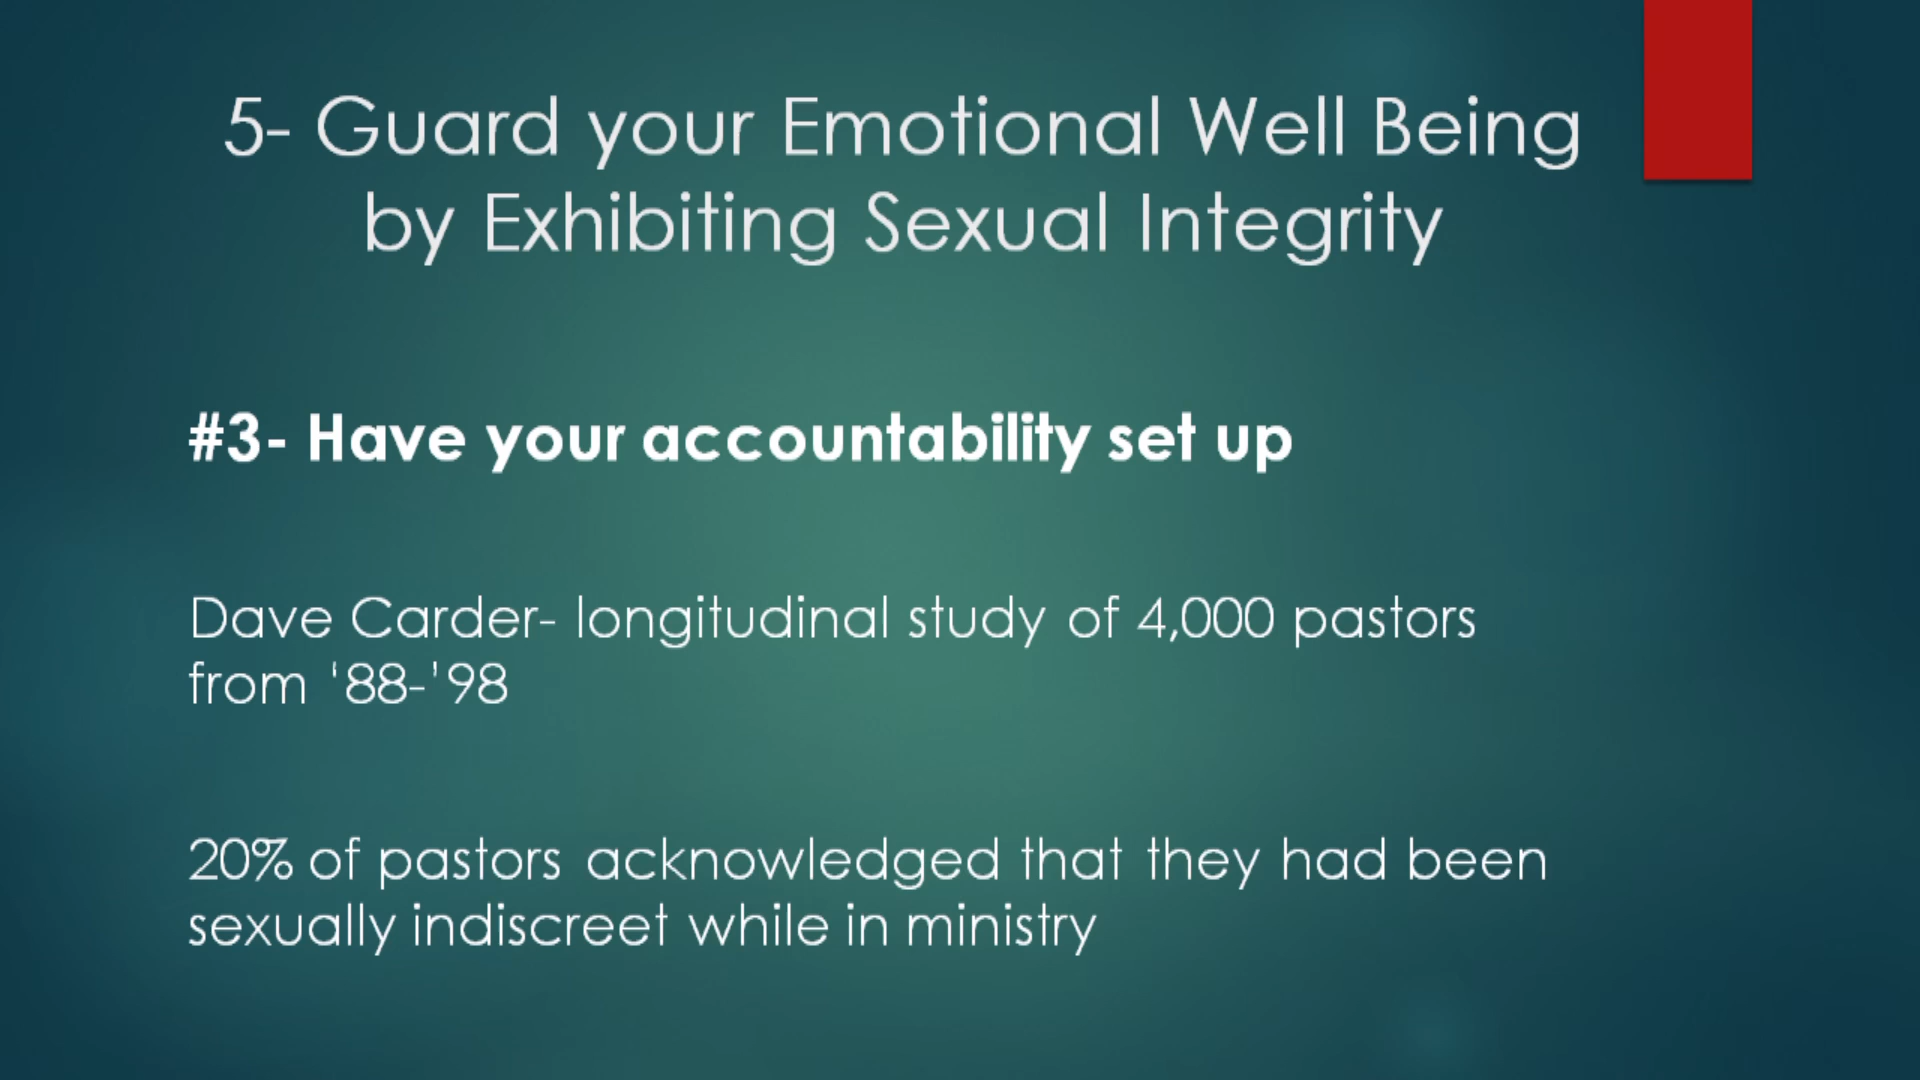 5- Guard your Emotional Well Being
by Exhibiting Sexual Integrity
#3- Have your accountability set up
Dave Carder- longitudinal study of 4,000 pastors
from ‘88-’98
20% of pastors acknowledged that they had been
sexually indiscreet while in ministry